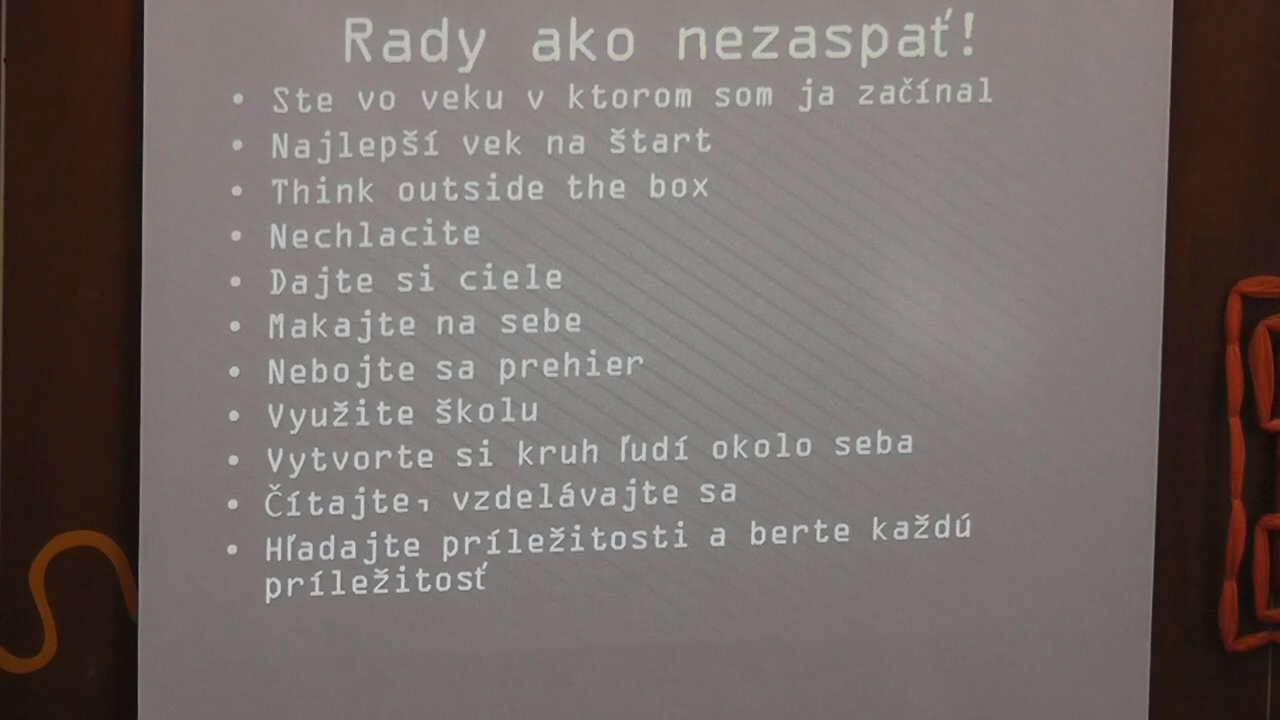 Rady ako nezaspať!
• Ste vo veku v ktorom som ja začínal
• Najlepší vek na štart
• Think outside the box
• Nechlacite
• Dajte si ciele
• Makajte na sebe
• Nebojte sa prehier
• Využite školu
• Vytvorte si kruh ľudí okolo seba
• Čítajte, vzdelávajte sa
• Hľadajte príležitosti a berte každú
príležitosť